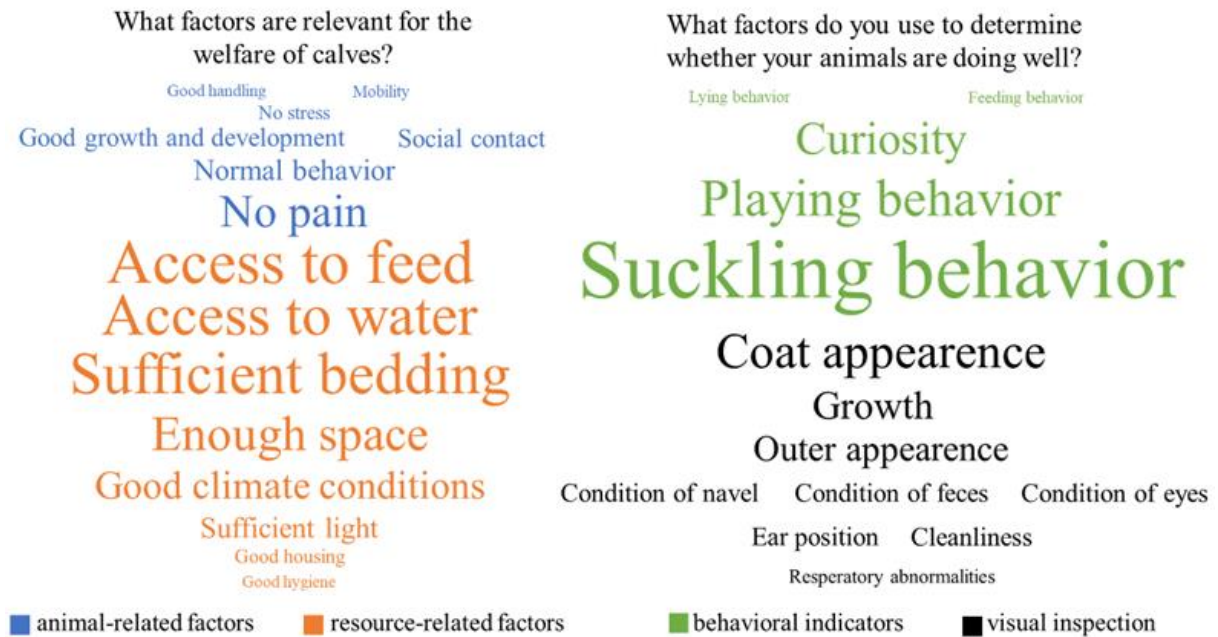 What factors are relevant for the
welfare of calves?
Good handling Mobility
No stress
Good growth and development Social contact
Normal behavior
No pain
Access to feed
Access to water
Sufficient bedding
Enough space
Good climate conditions
Sufficient light
Good housing
Good hygiene
animal-related factors resource-related factors
What factors do you use to determine
whether your animals are doing well?
Lying behavior Feeding behavior
Curiosity
Playing behavior
Suckling behavior
Coat appearence
Growth
Outer appearence
Condition of navel Condition of feces Condition of eyes
Ear position Cleanliness
Resperatory abnormalities
behavioral indicators visual inspection